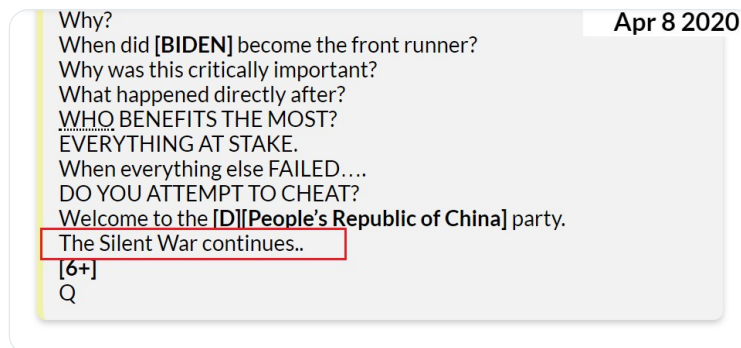 Why?
Apr 8 2020
When did [BIDEN] become the front runner?
Why was this critically important?
What happened directly after?
WHO BENEFITS THE MOST?
EVERYTHING AT STAKE.
When everything else FAILED….
DO YOU ATTEMPT TO CHEAT?
Welcome to the [D][People's Republic of China] party.
The Silent War continues..
[6+]
Q